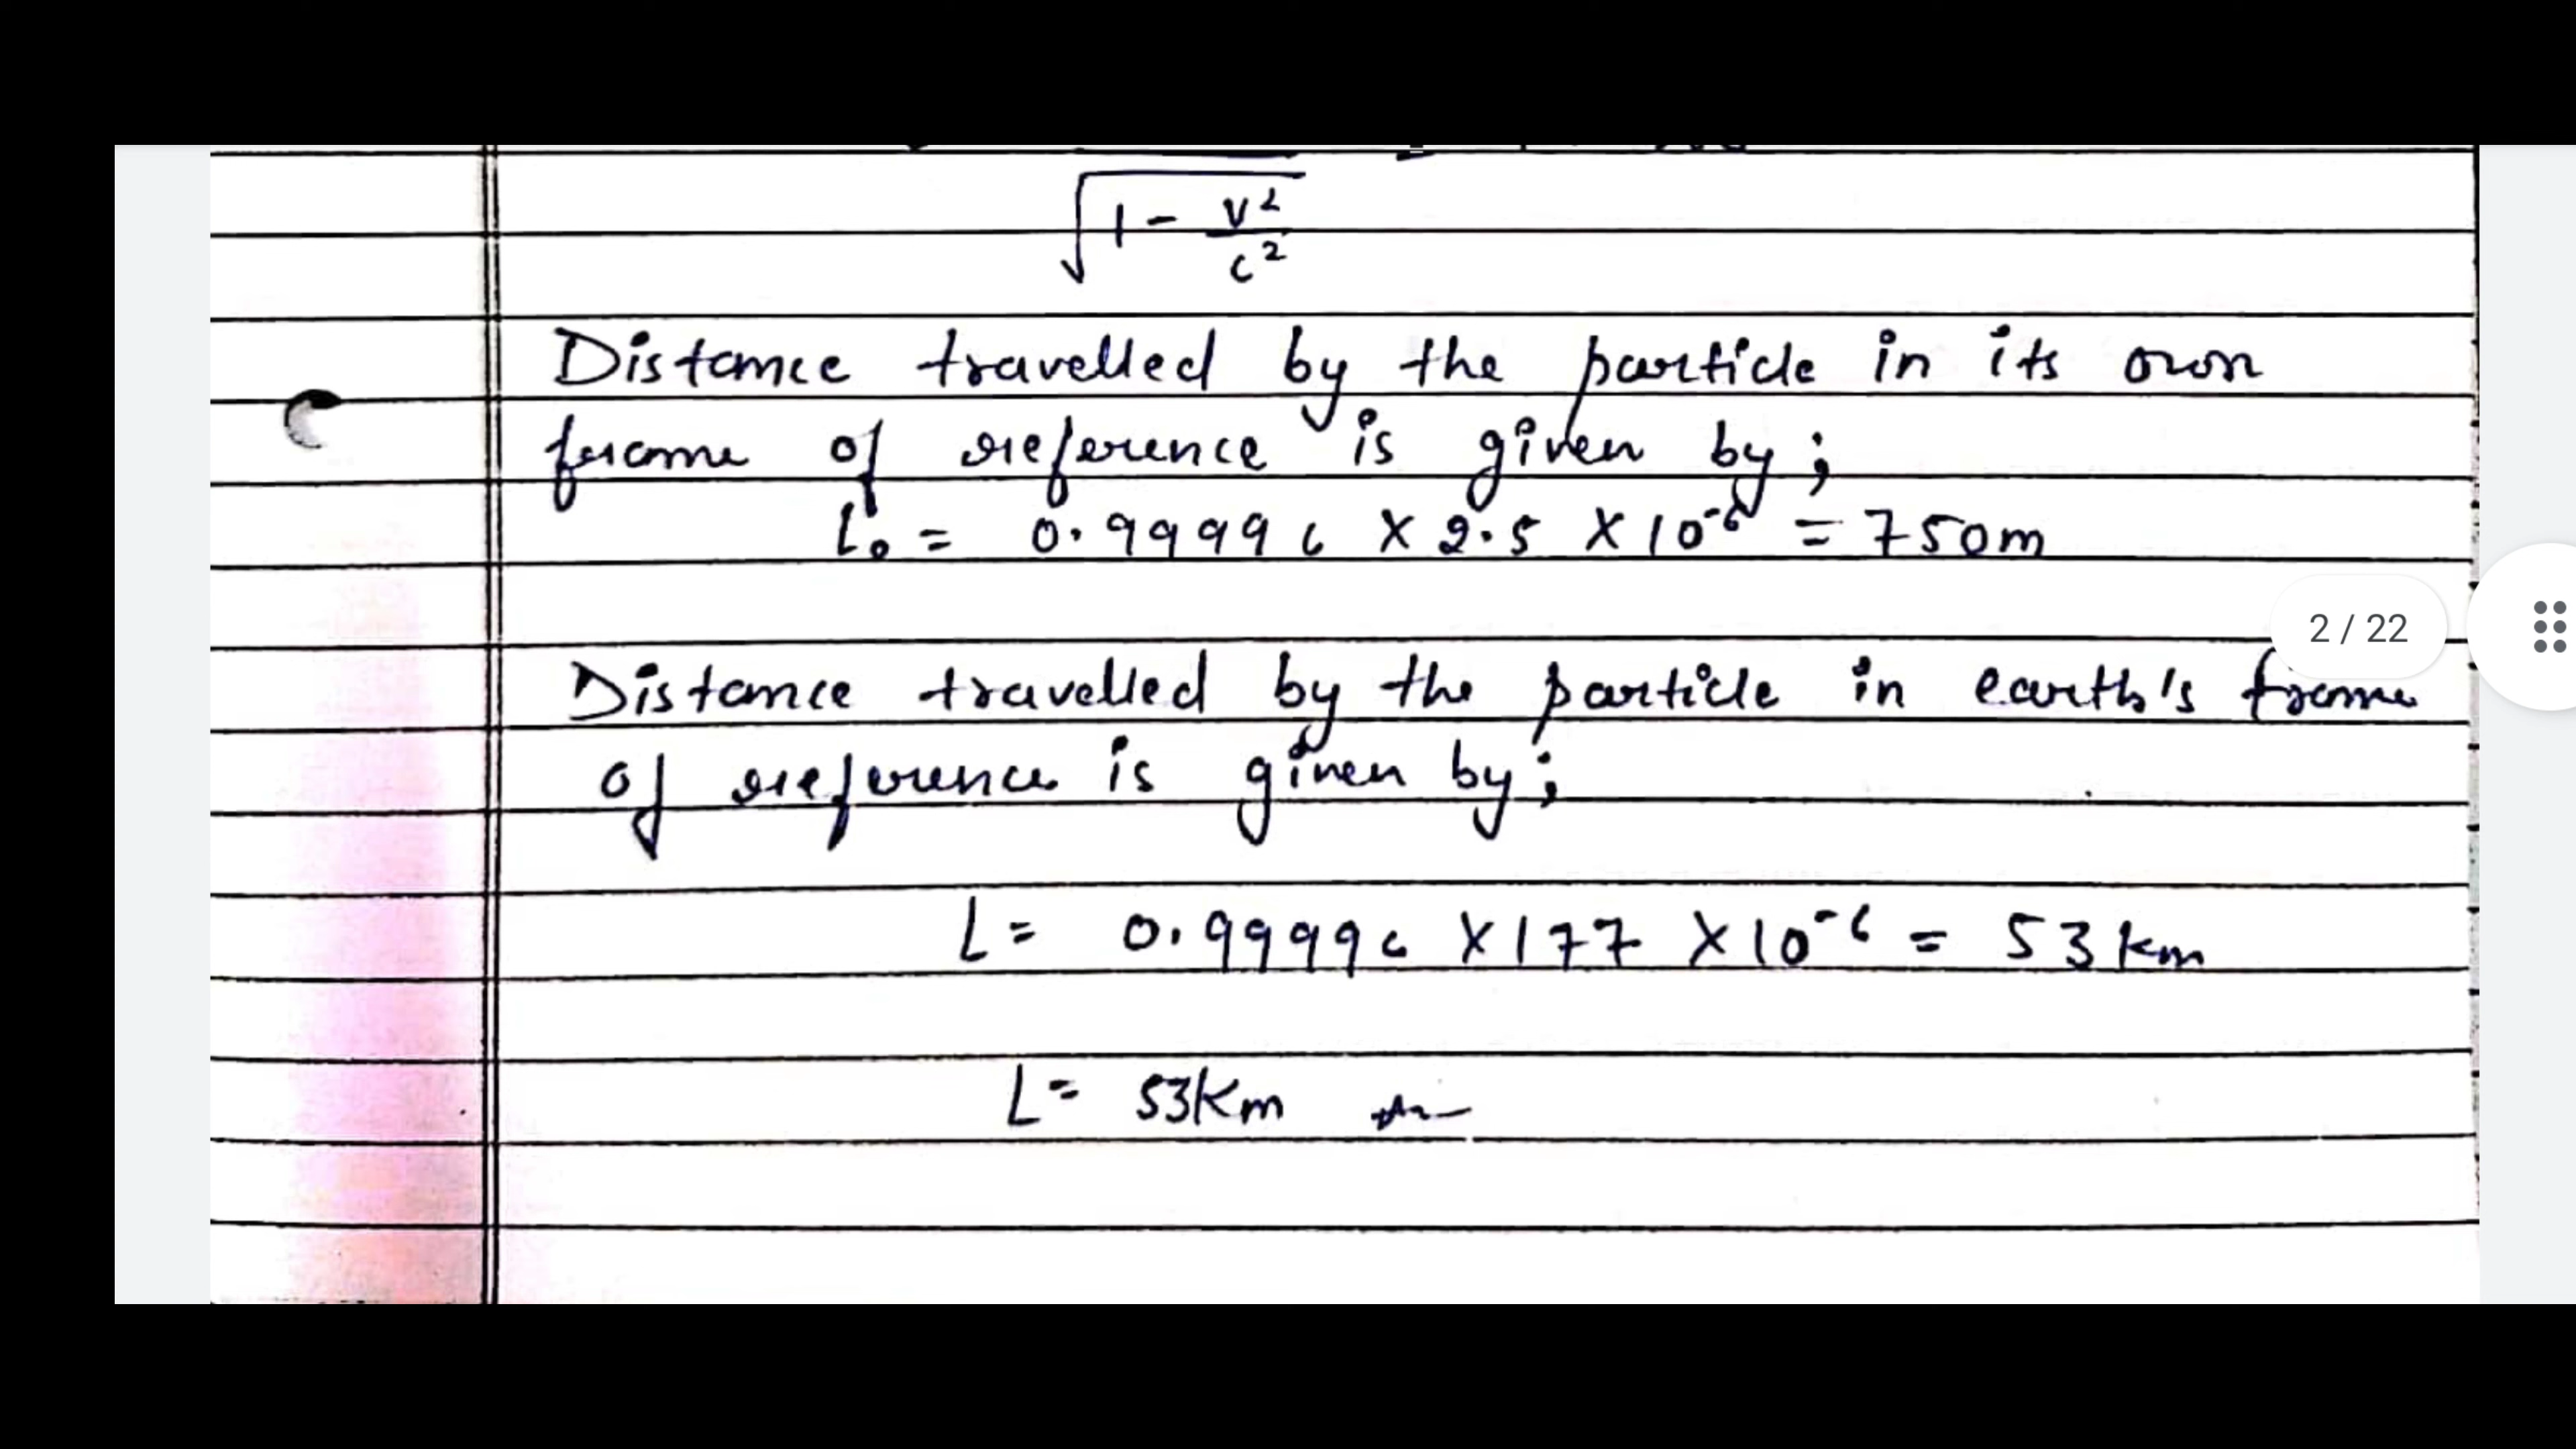 √1 - v²/c²
Distance travelled by the particle in its own
frame of reference is given by;
L₀ = 0.9999c × 2.5 × 10⁻⁶ = 750m
2 / 22
Distance travelled by the particle in earth's frame
of reference is given by;
L = 0.9999c × 177 × 10⁻⁶ = 53 km
L = 53Km